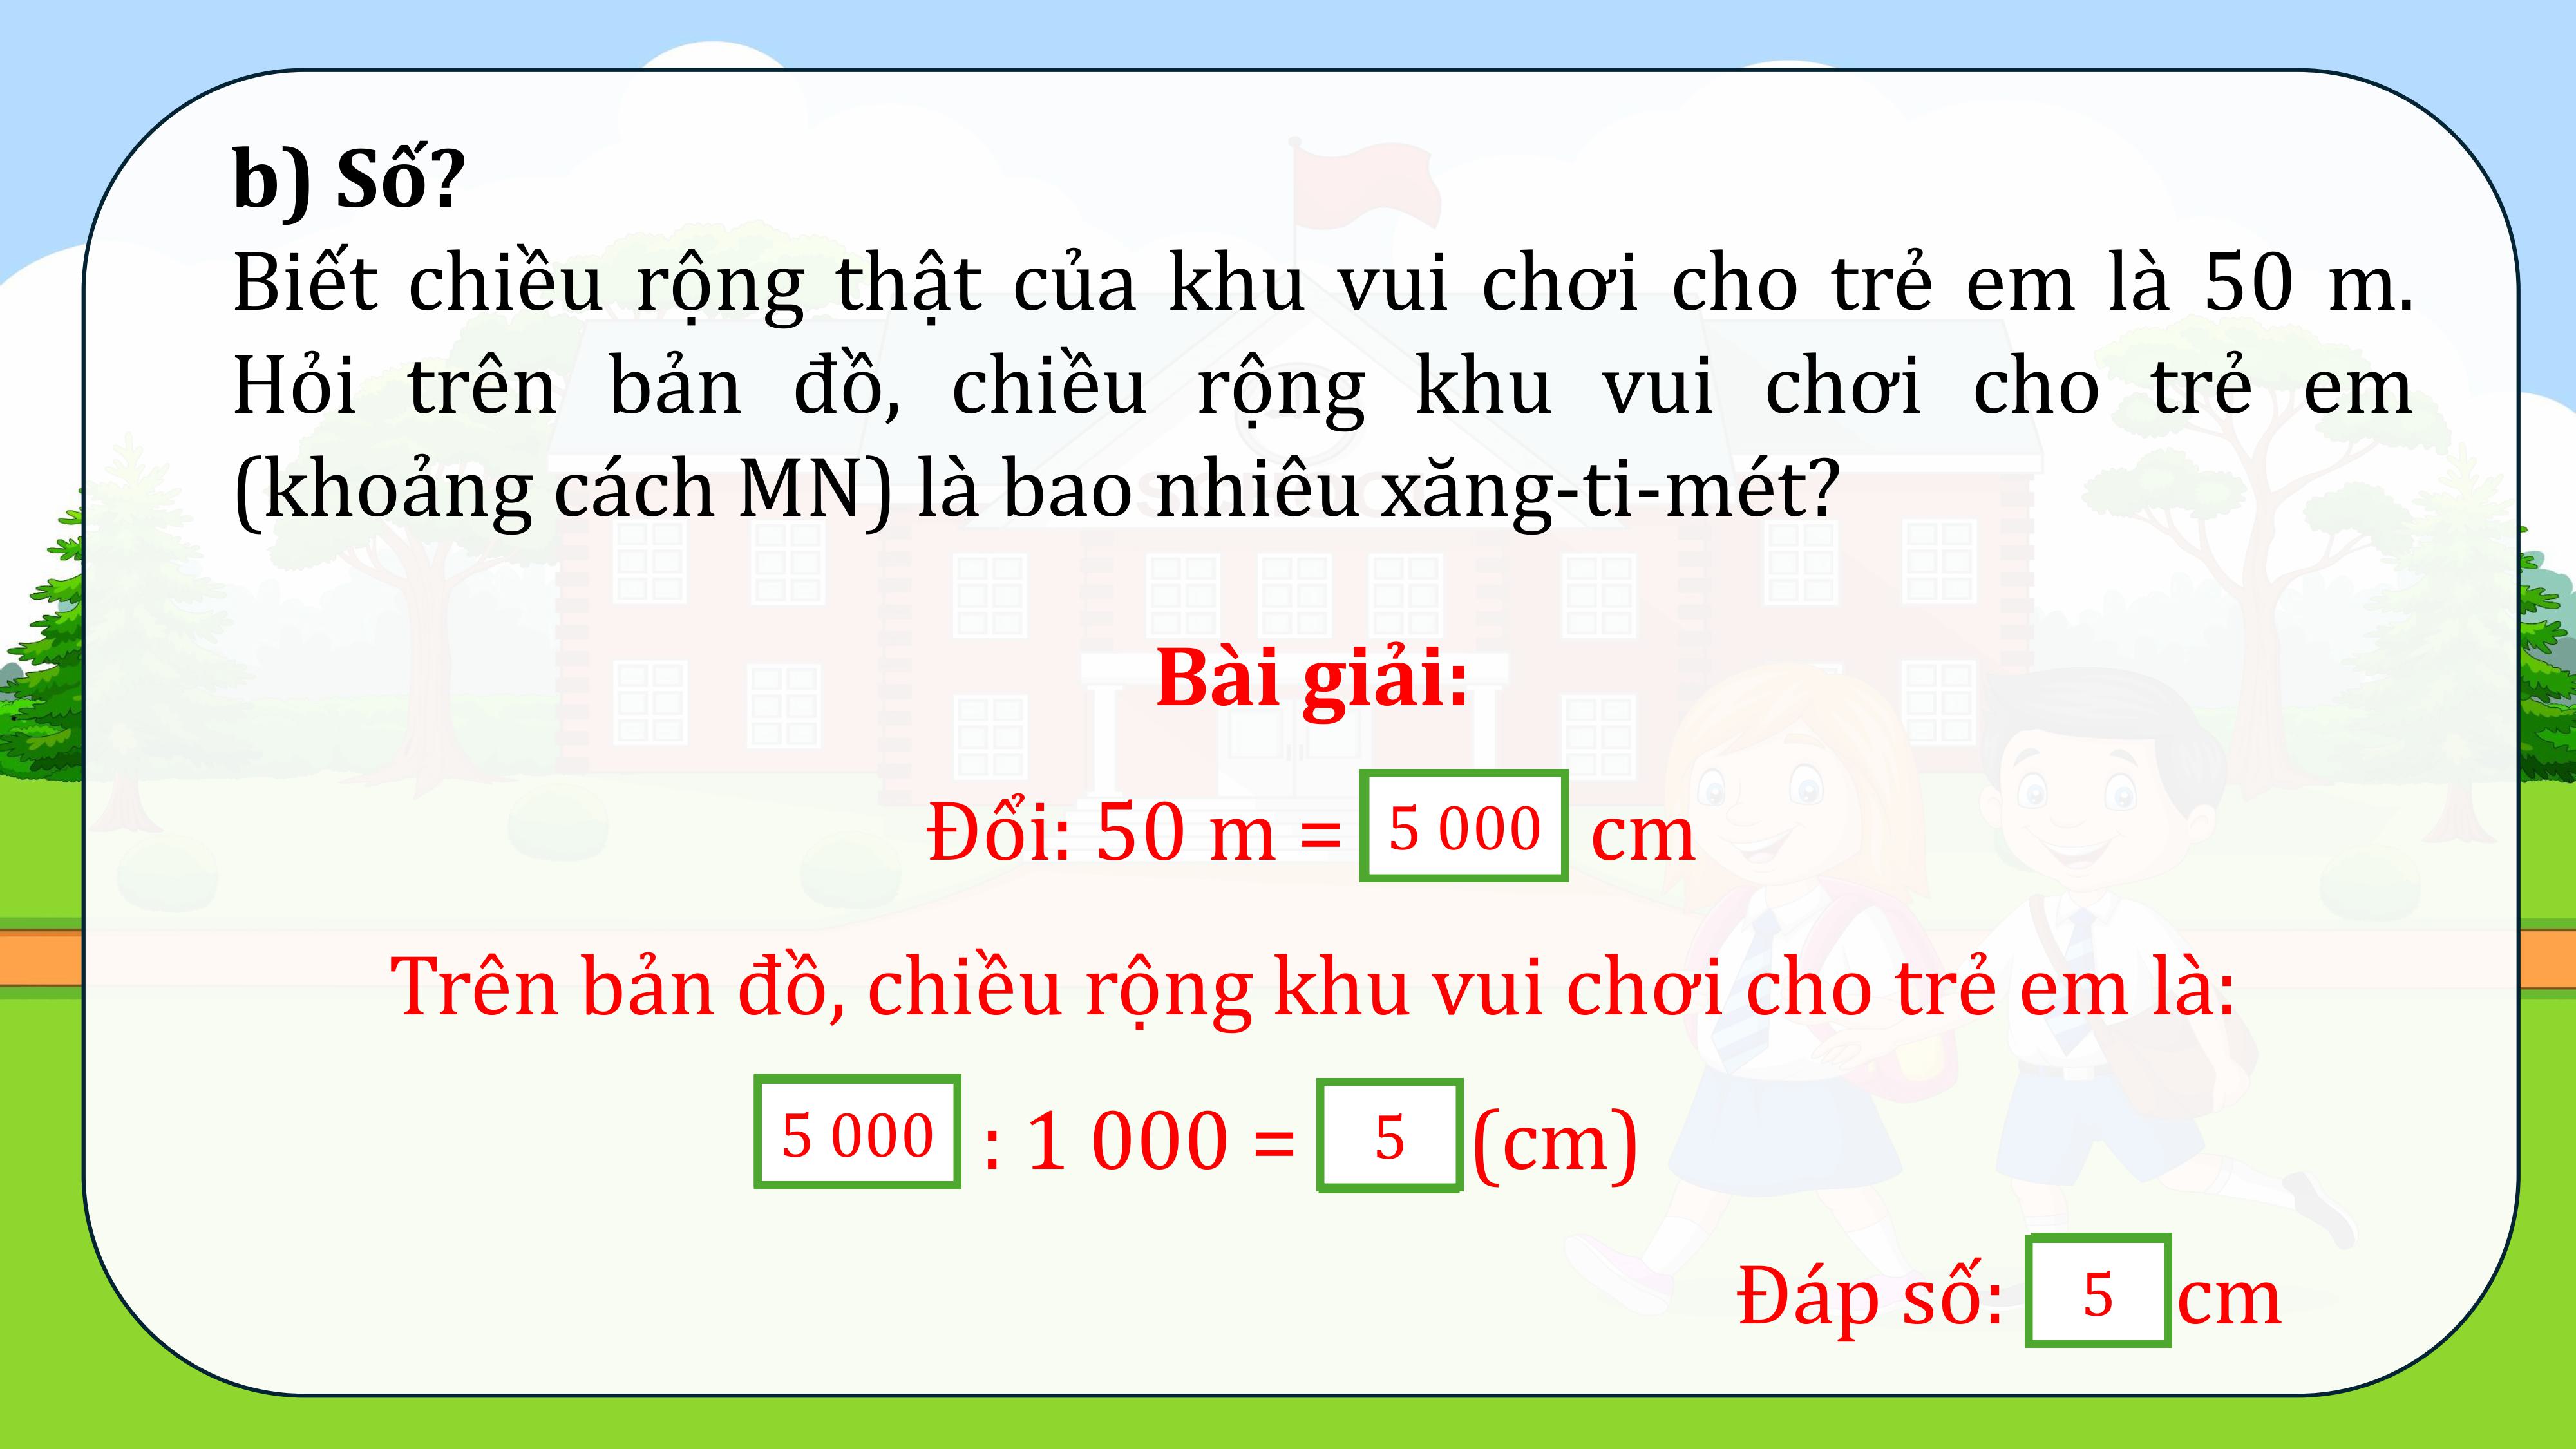 b) Số?
Biết chiều rộng thật của khu vui chơi cho trẻ em là 50 m.
Hỏi trên bản đồ, chiều rộng khu vui chơi cho trẻ em
(khoảng cách MN) là bao nhiêu xăng-ti-mét?
Bài giải:
Đổi: 50 m = 5 000 cm
Trên bản đồ, chiều rộng khu vui chơi cho trẻ em là:
5 000 : 1 000 = 5 (cm)
Đáp số: 5 cm